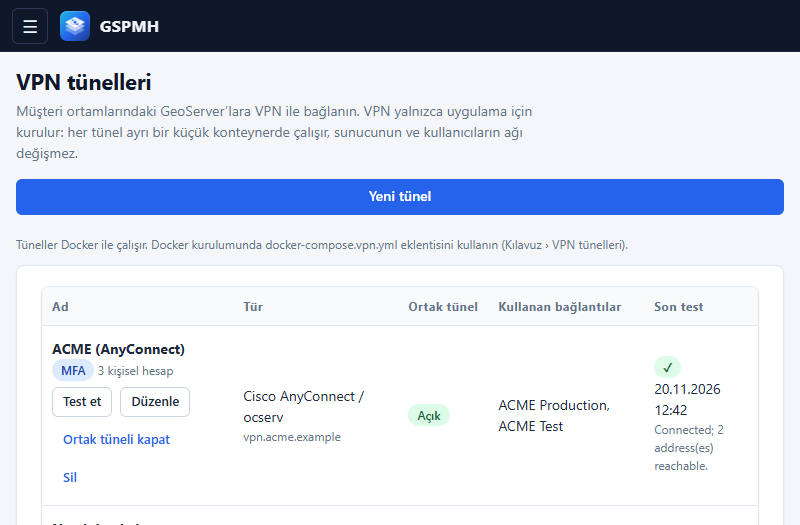 GSPMH
VPN tünelleri
Müşteri ortamlarındaki GeoServer'lara VPN ile bağlanın. VPN yalnızca uygulama için
kurulur: her tünel ayrı bir küçük konteynerde çalışır, sunucunun ve kullanıcıların ağı
değişmez.
Yeni tünel
Tüneller Docker ile çalışır. Docker kurulumunda docker-compose.vpn.yml eklentisini kullanın (Kılavuz › VPN tünelleri).
Ad Tür Ortak tünel Kullanan bağlantılar Son test
ACME (AnyConnect)
MFA 3 kişisel hesap
Test et Düzenle
Ortak tüneli kapat
Sil
Cisco AnyConnect /
ocserv
vpn.acme.example
Açık
ACME Production,
ACME Test
✓
20.11.2026
12:42
Connected; 2
address(es)
reachable.